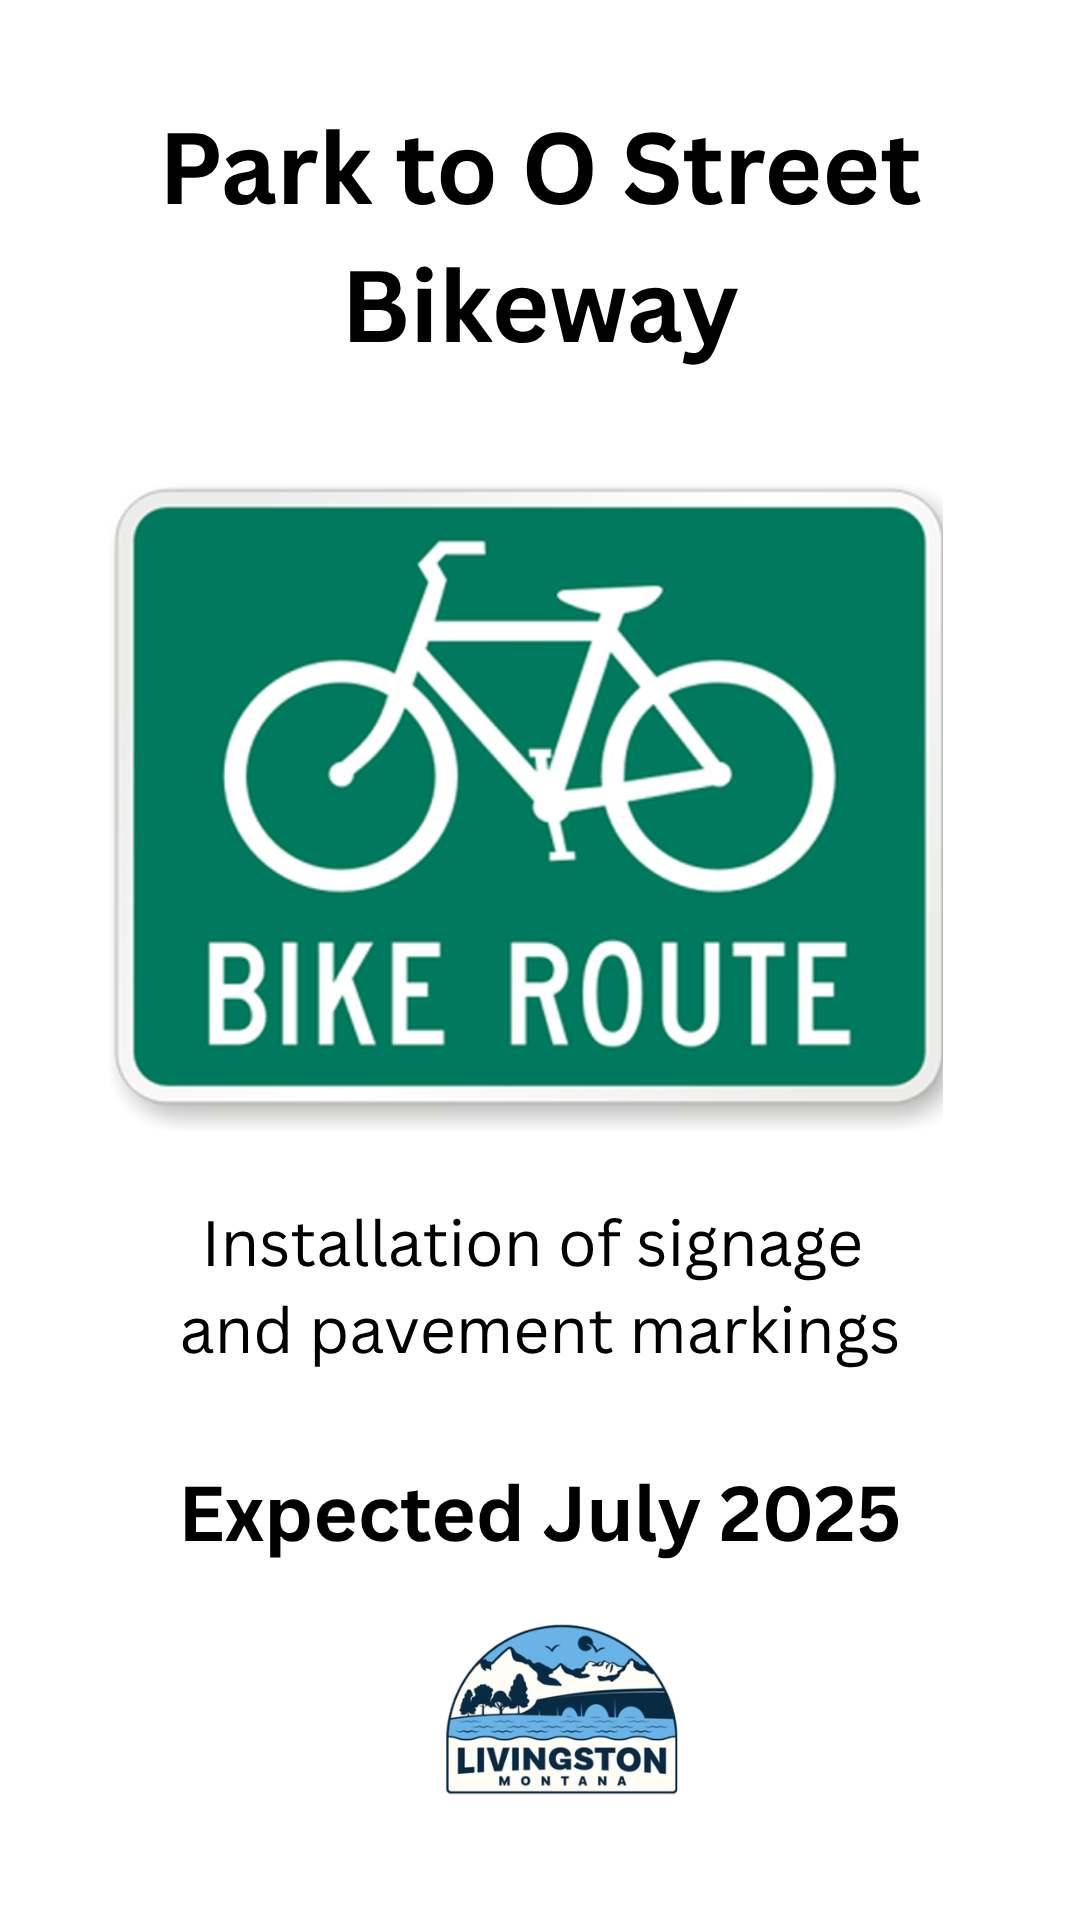 Park to O Street
Bikeway
BIKE ROUTE
Installation of signage
and pavement markings
Expected July 2025
LIVINGSTON
MONTANA